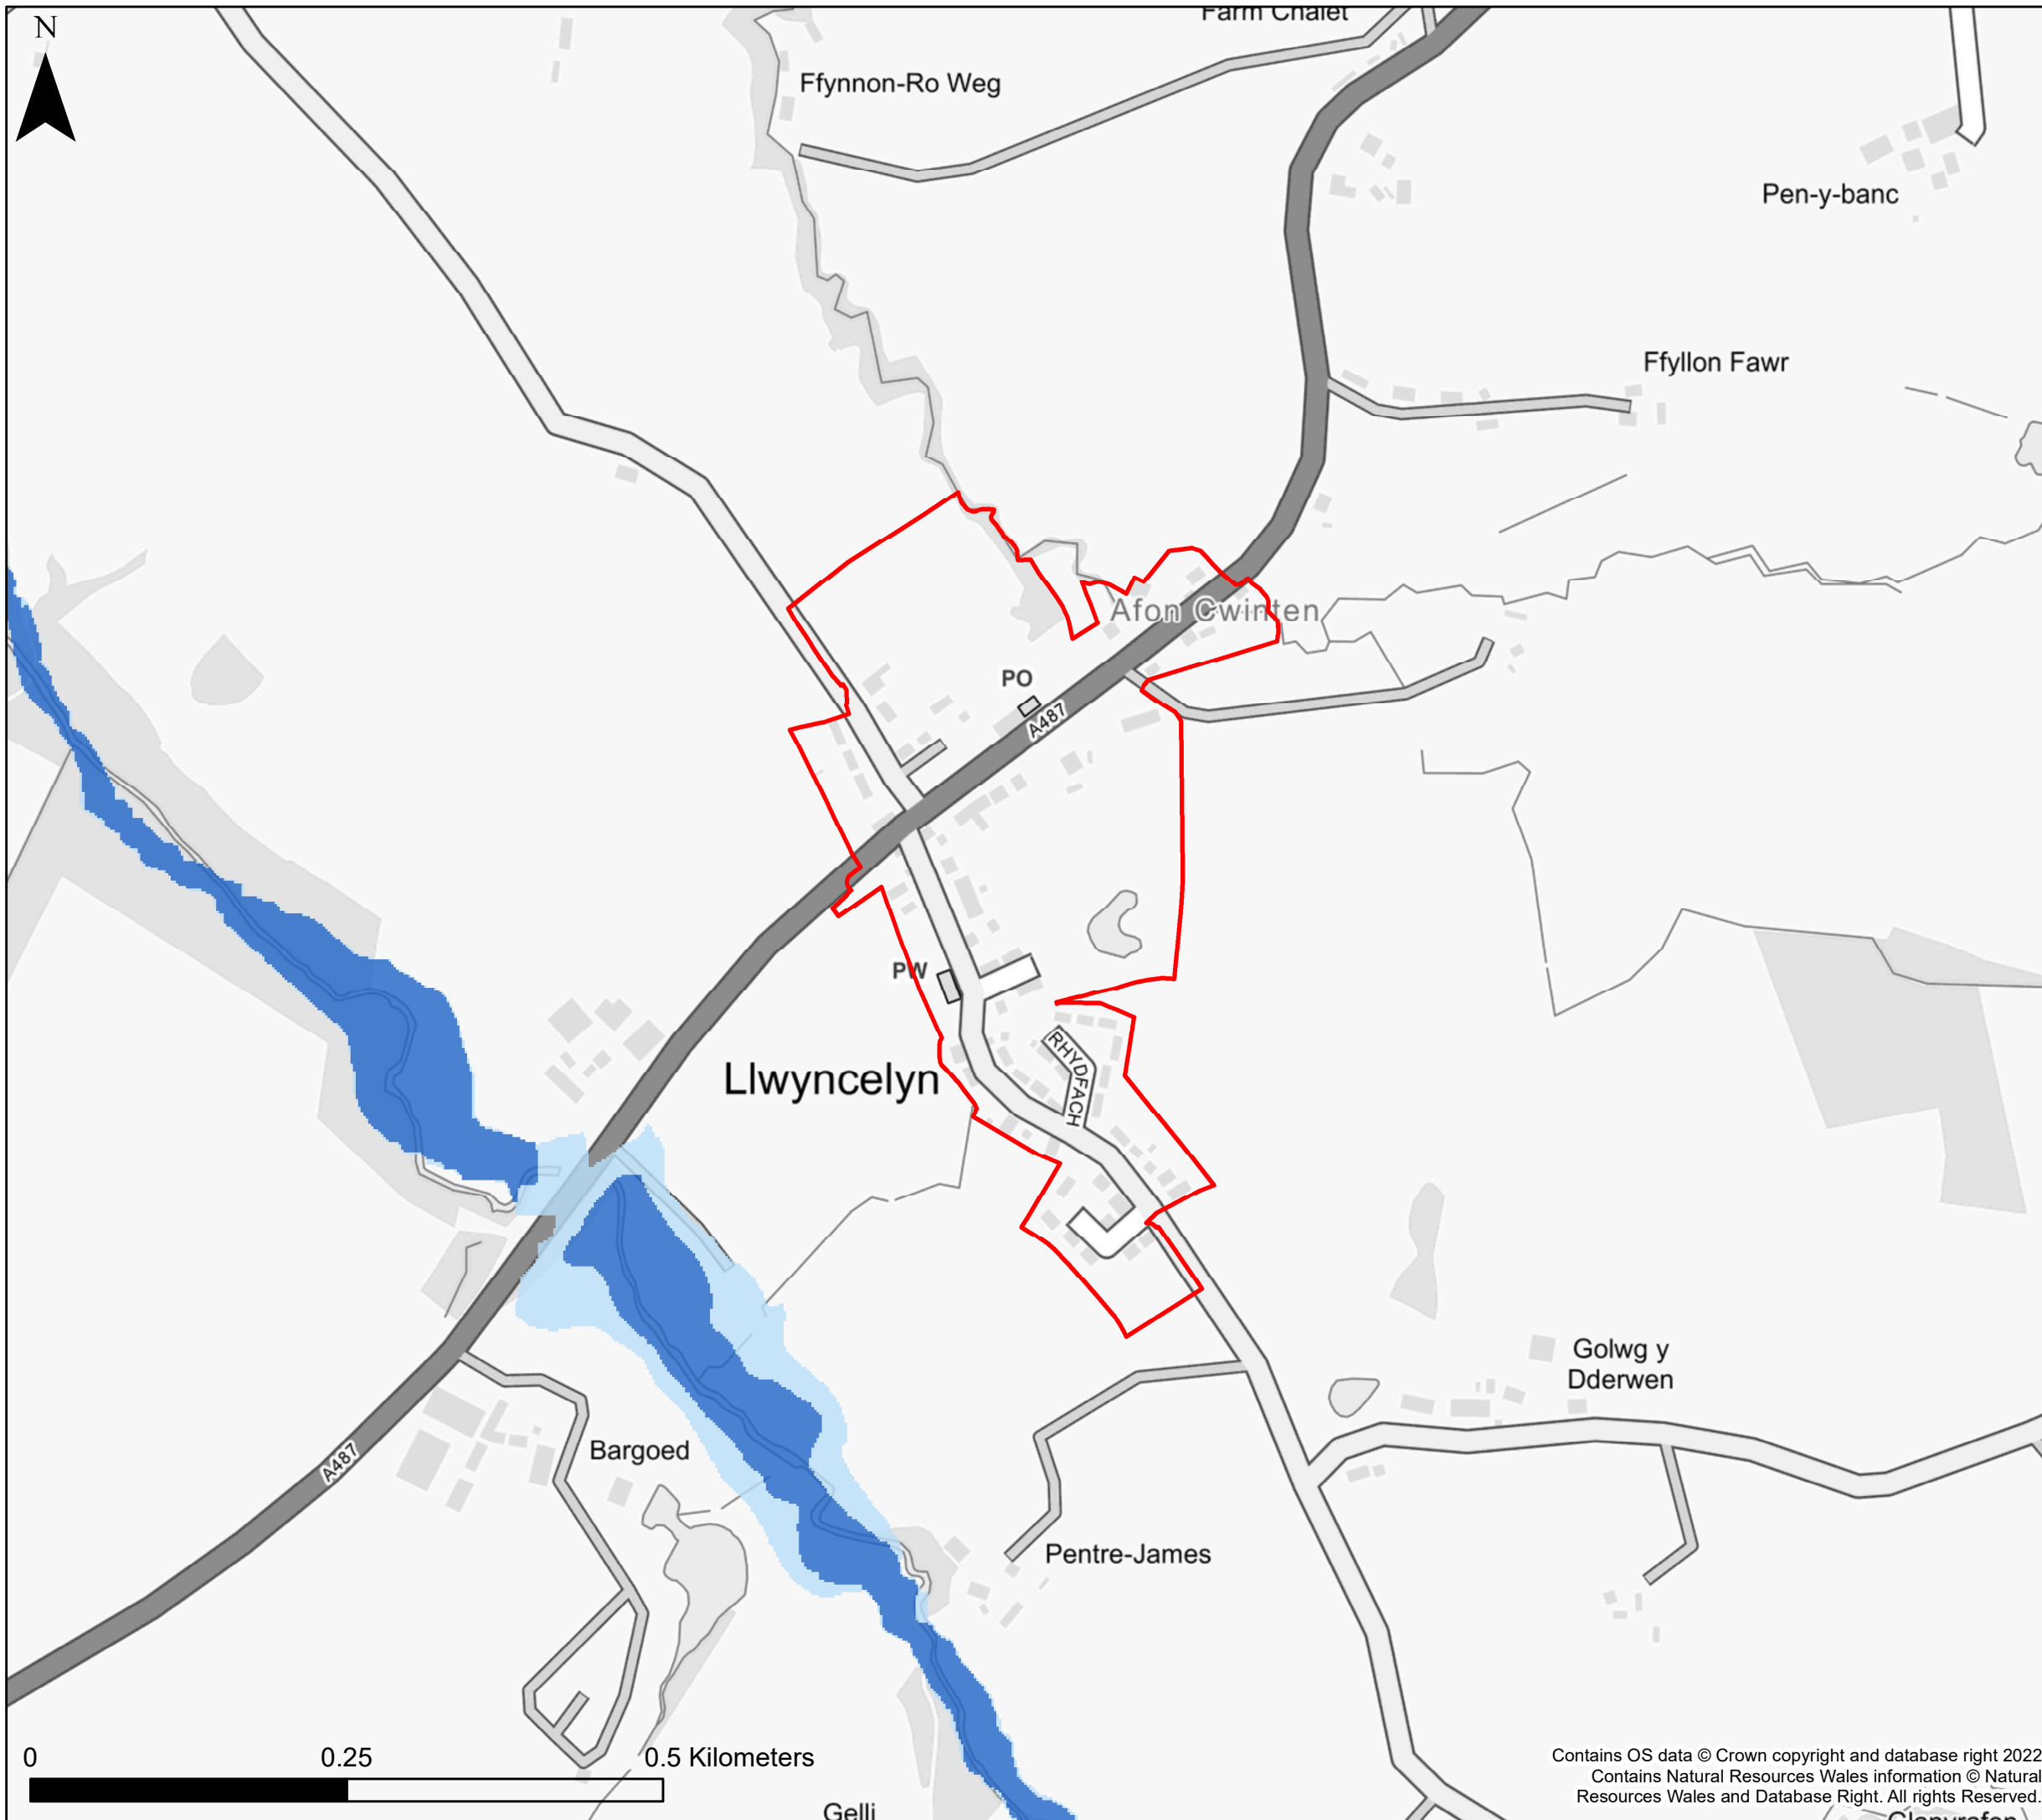 Farm Chalet
N
Ffynnon-Ro Weg
Pen-y-banc
Ffyllon Fawr
Afon Cwinten
PO
A487
PW
RHYDFACH
Llwyncelyn
Golwg y
Dderwen
Bargoed
A487
Pentre-James
0 0.25 0.5 Kilometers
Contains OS data © Crown copyright and database right 2022
Contains Natural Resources Wales information © Natural
Resources Wales and Database Right. All rights Reserved.
Gelli
Glanyrafon